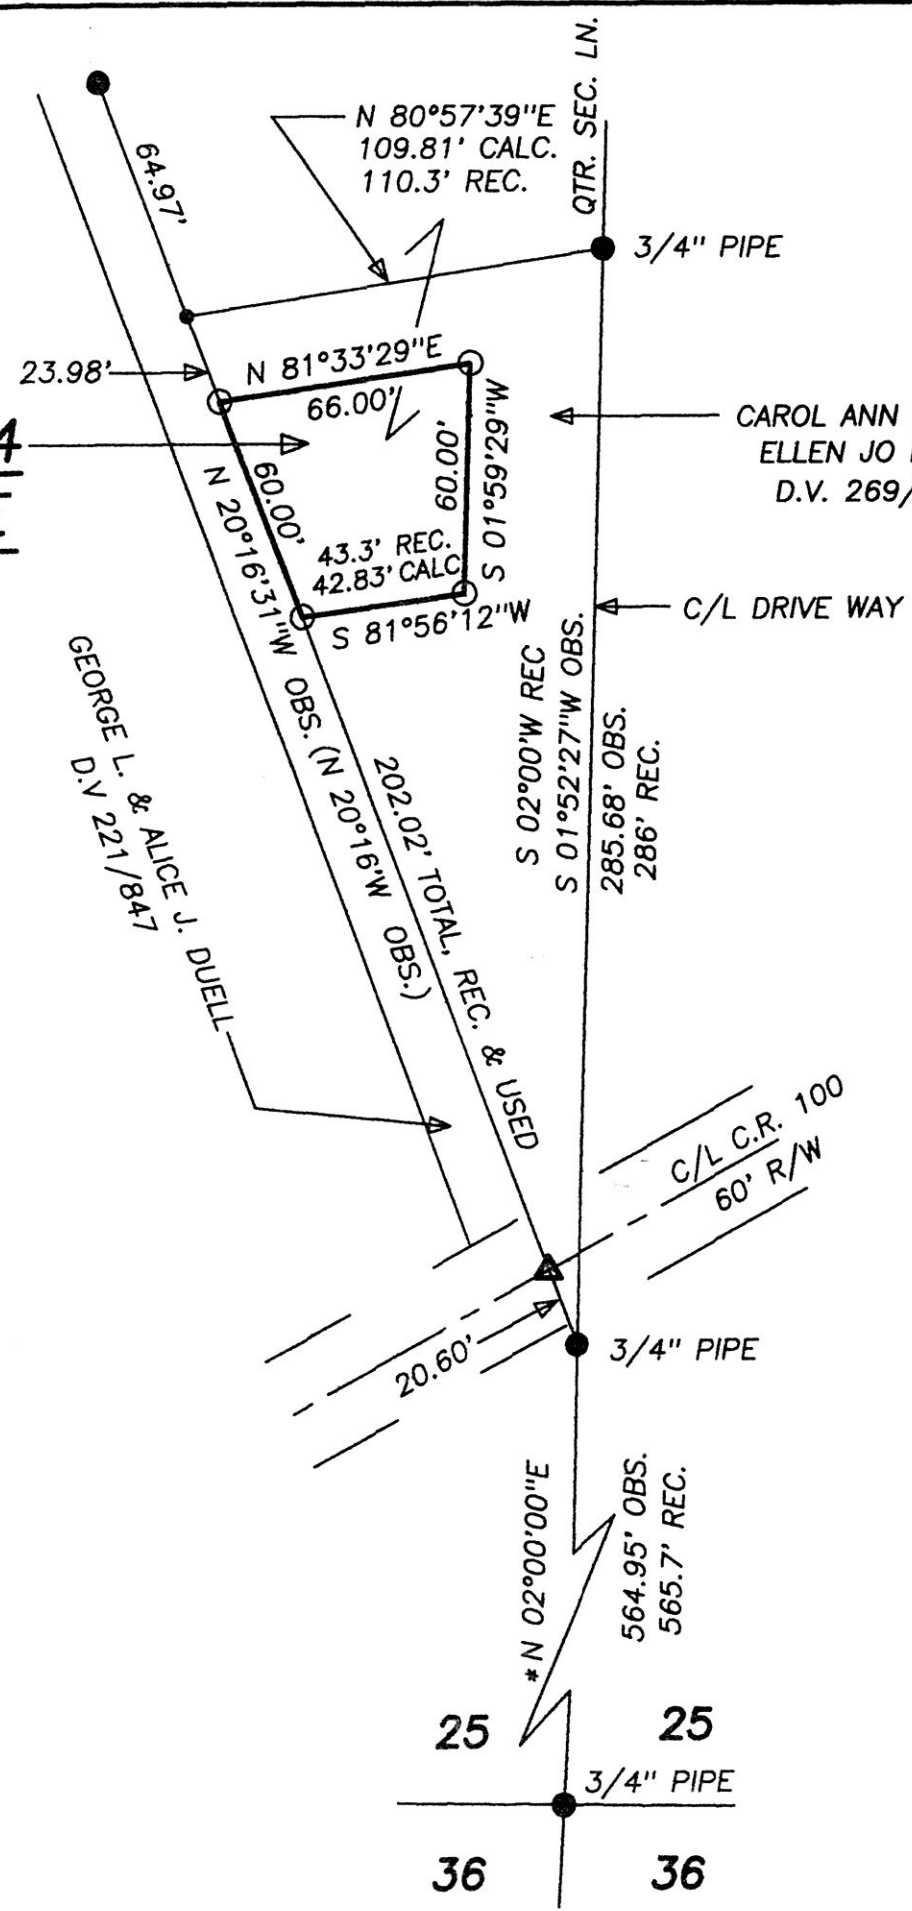 QTR. SEC. LN.
N 80°57'39"E
109.81' CALC.
110.3' REC.
64.97'
3/4" PIPE
23.98'
N 81°33'29"E
66.00'
60.00'
S 01°59'29"W
CAROL ANN
ELLEN JO
D.V. 269/
4
60.00'
N 20°16'31"W OBS. (N 20°16'W OBS.)
43.3' REC.
42.83' CALC
S 81°56'12"W
C/L DRIVE WAY
GEORGE L. & ALICE J. DUELL
D.V 221/847
202.02' TOTAL, REC. & USED
S 02°00'W REC
S 01°52'27"W OBS.
285.68' OBS.
286' REC.
C/L C.R. 100
60' R/W
20.60'
3/4" PIPE
*N 02°00'00"E
564.95' OBS.
565.7' REC.
25 25
3/4" PIPE
36 36